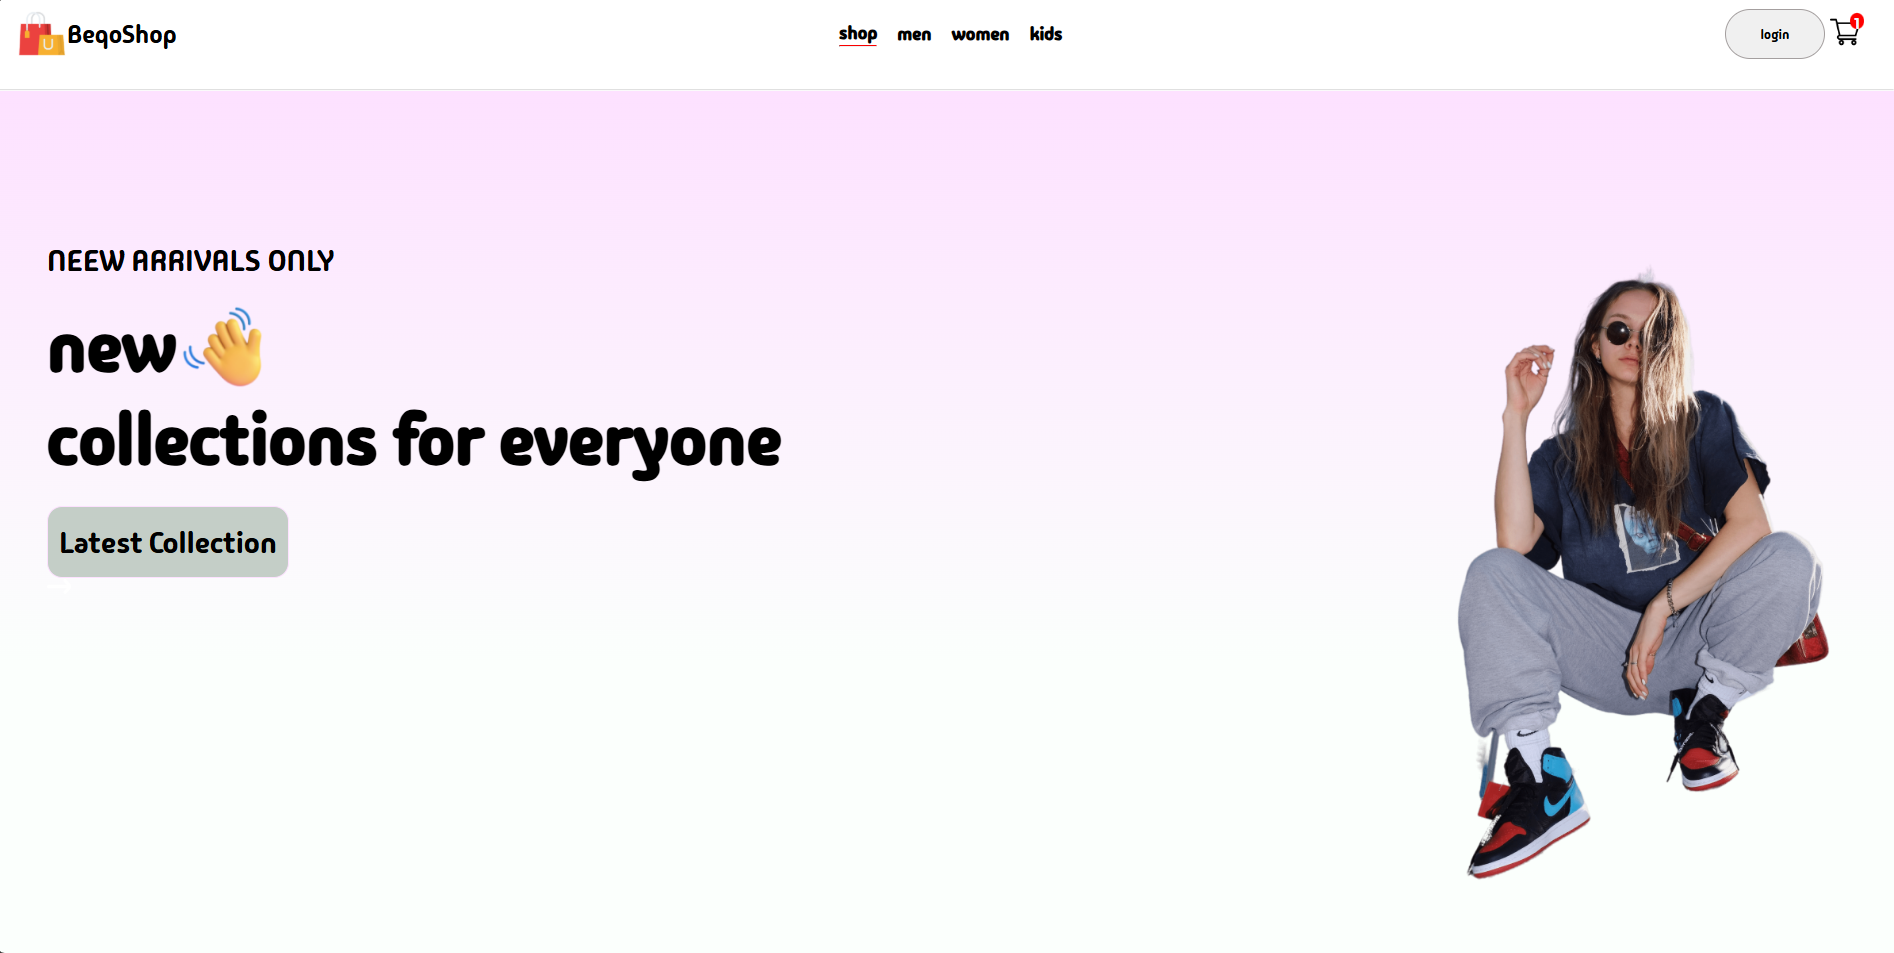 BeqoShop
shop men women kids
login
1
NEEW ARRIVALS ONLY
new 👋
collections for everyone
Latest Collection